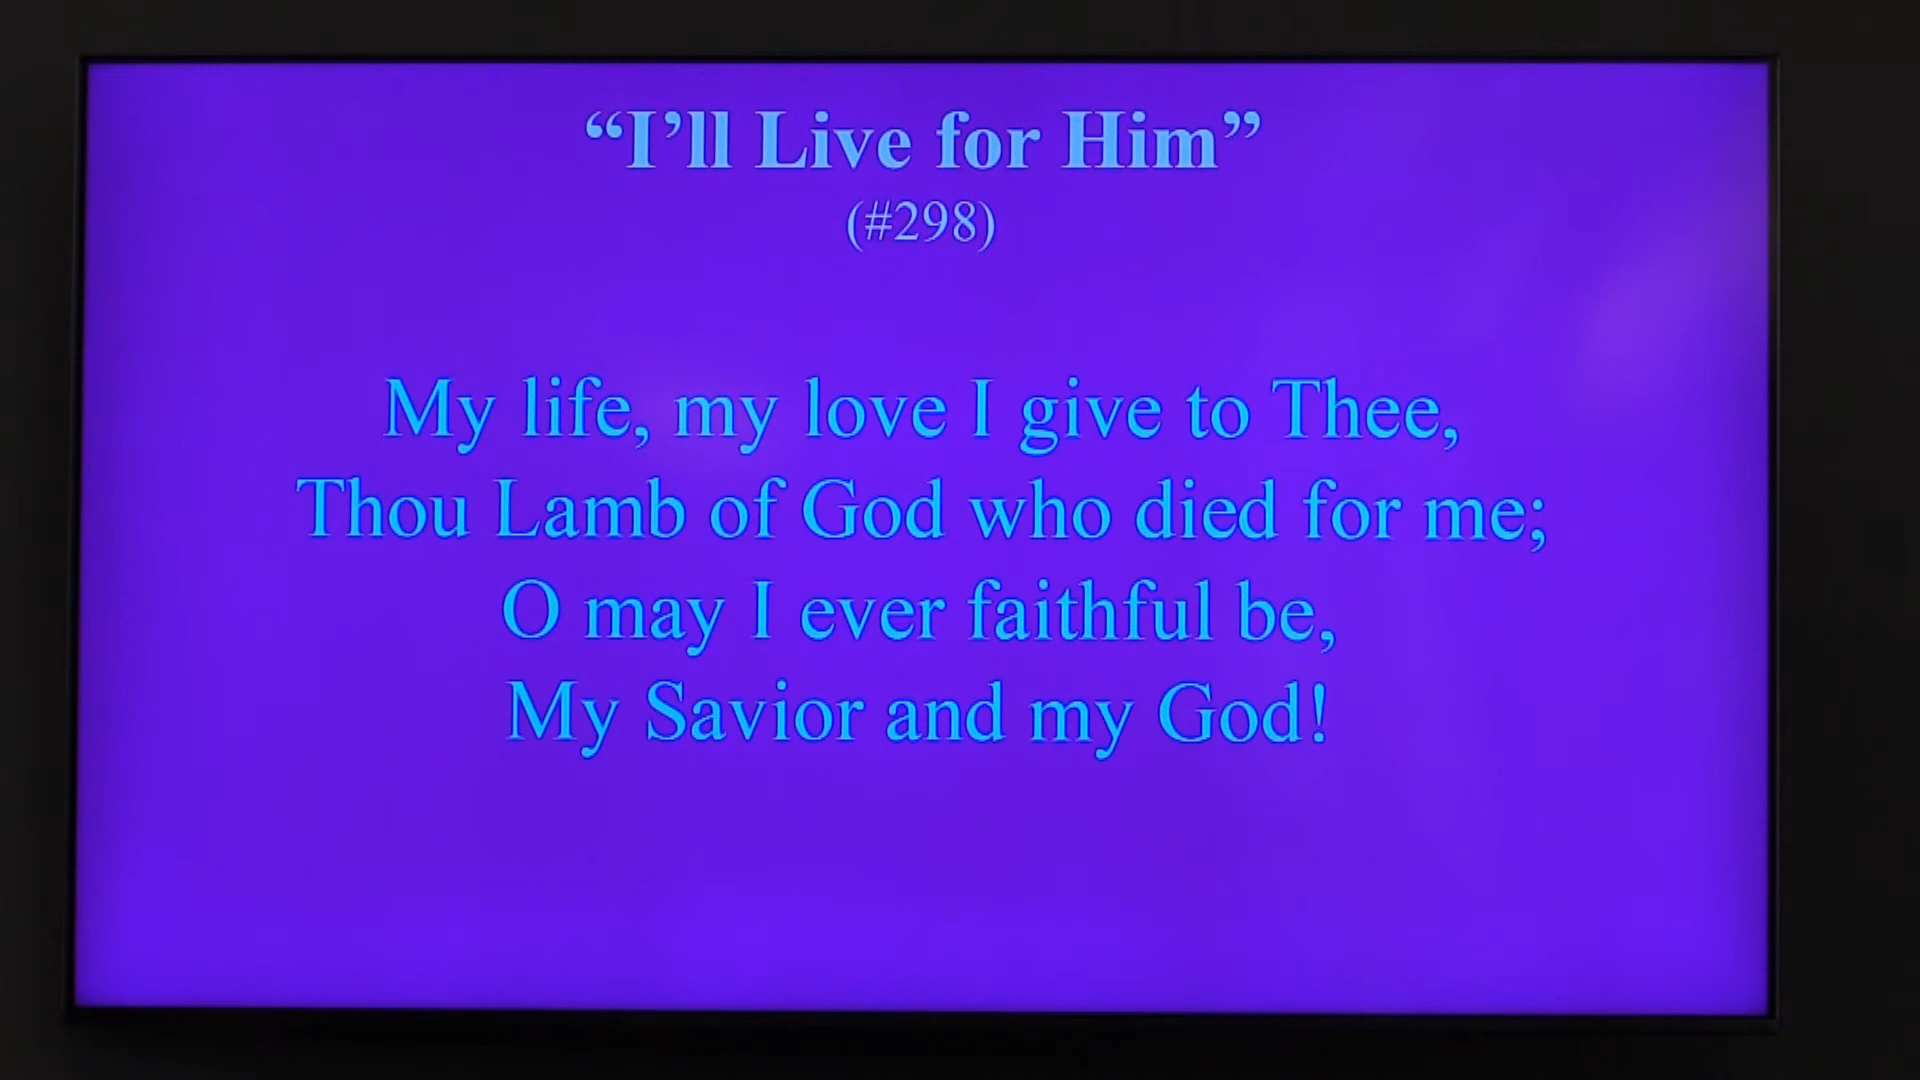 “I’ll Live for Him”
(#298)
My life, my love I give to Thee,
Thou Lamb of God who died for me;
O may I ever faithful be,
My Savior and my God!